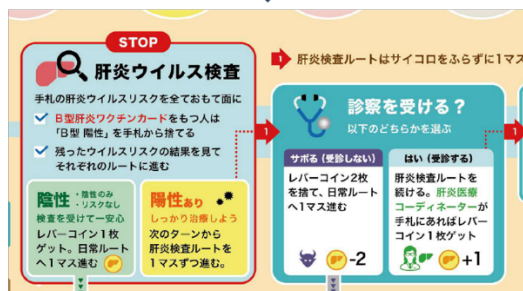 STOP
肝炎ウイルス検査
手札の肝炎ウイルスリスクを全ておもて面に
B型肝炎ワクチンカードをもつ人は
「B型 陽性」を手札から捨てる
残ったウイルスリスクの結果を見て
それぞれのルートに進む
陰性
・陰性のみ
・リスクなし
検査を受けて一安心
レバーコイン1枚
ゲット。日常ルート
へ1マス進む
陽性あり
しっかり治療しよう
次のターンから
肝炎検査ルートを
1マスずつ進む。
1
1
肝炎検査ルートはサイコロをふらずに1マス
診察を受ける？
以下のどちらかを選ぶ
サボる（受診しない）
レバーコイン2枚
を捨て、日常ルート
へ1マス進む
-2
はい（受診する）
肝炎検査ルートを
続ける。肝炎医療
コーディネーターが
手札にあればレバー
コイン1枚ゲット
+1
1